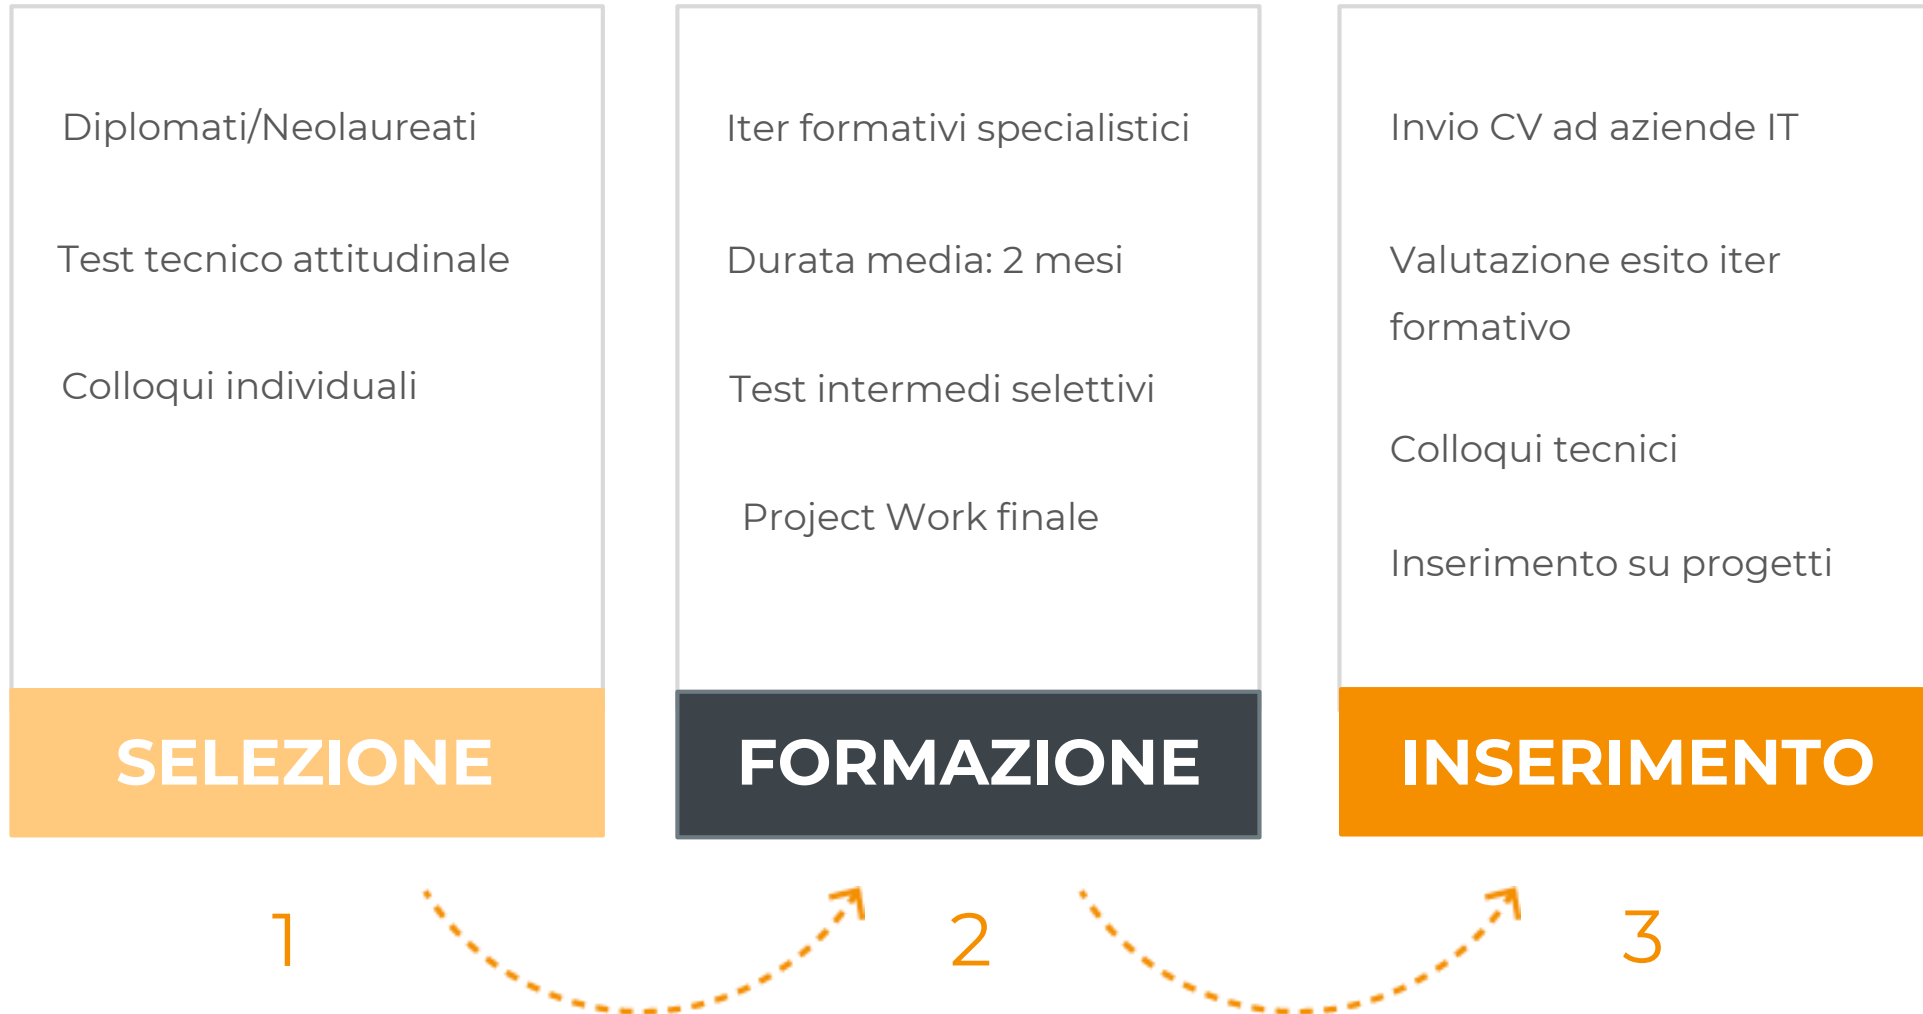 Diplomati/Neolaureati
Test tecnico attitudinale
Colloqui individuali
SELEZIONE
1
Iter formativi specialistici
Durata media: 2 mesi
Test intermedi selettivi
Project Work finale
FORMAZIONE
2
Invio CV ad aziende IT
Valutazione esito iter
formativo
Colloqui tecnici
Inserimento su progetti
INSERIMENTO
3